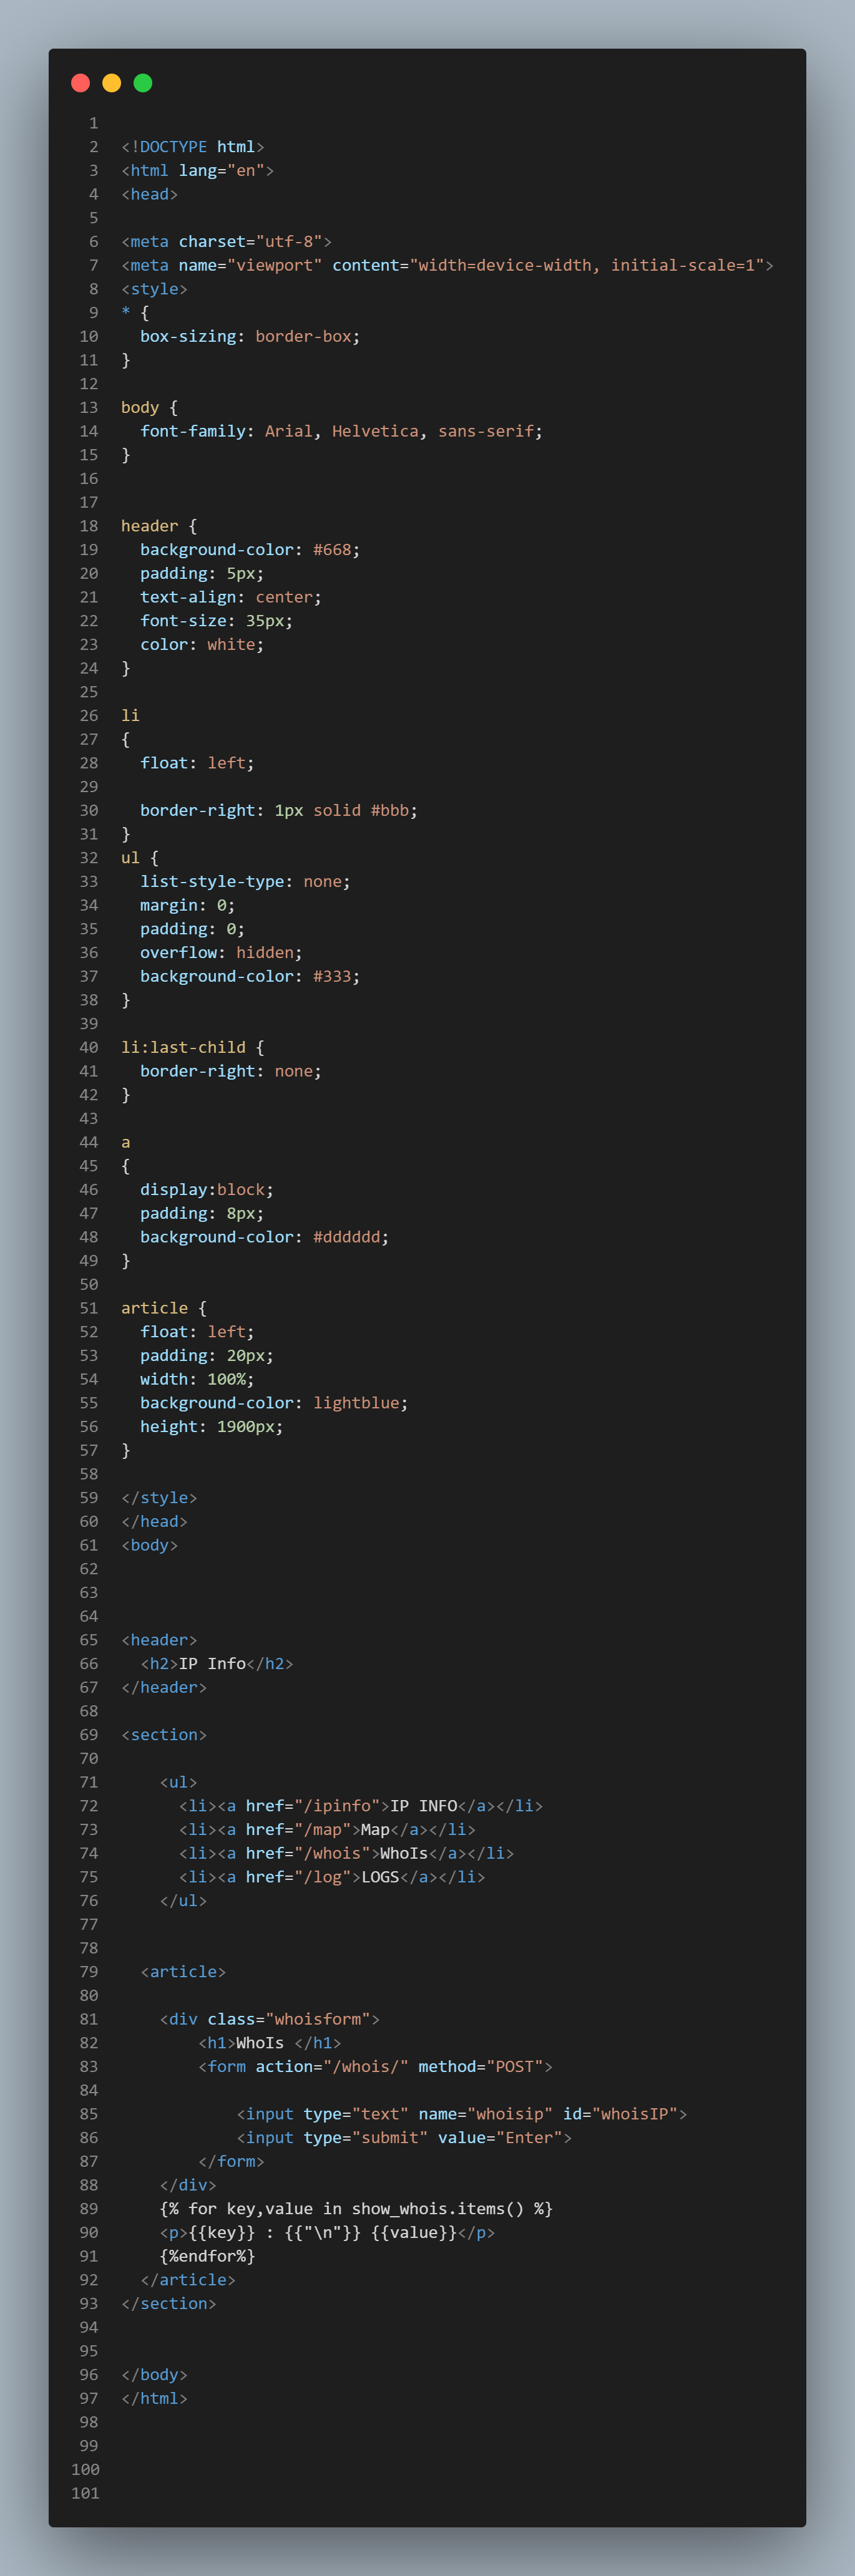 1
2 <!DOCTYPE html>
3 <html lang="en">
4 <head>
5
6 <meta charset="utf-8">
7 <meta name="viewport" content="width=device-width, initial-scale=1">
8 <style>
9 * {
10   box-sizing: border-box;
11 }
12
13 body {
14   font-family: Arial, Helvetica, sans-serif;
15 }
16
17
18 header {
19   background-color: #668;
20   padding: 5px;
21   text-align: center;
22   font-size: 35px;
23   color: white;
24 }
25
26 li
27 {
28   float: left;
29
30   border-right: 1px solid #bbb;
31 }
32 ul {
33   list-style-type: none;
34   margin: 0;
35   padding: 0;
36   overflow: hidden;
37   background-color: #333;
38 }
39
40 li:last-child {
41   border-right: none;
42 }
43
44 a
45 {
46   display:block;
47   padding: 8px;
48   background-color: #dddddd;
49 }
50
51 article {
52   float: left;
53   padding: 20px;
54   width: 100%;
55   background-color: lightblue;
56   height: 1900px;
57 }
58
59 </style>
60 </head>
61 <body>
62
63
64
65 <header>
66   <h2>IP Info</h2>
67 </header>
68
69 <section>
70
71     <ul>
72       <li><a href="/ipinfo">IP INFO</a></li>
73       <li><a href="/map">Map</a></li>
74       <li><a href="/whois">WhoIs</a></li>
75       <li><a href="/log">LOGS</a></li>
76     </ul>
77
78
79   <article>
80
81     <div class="whoisform">
82         <h1>WhoIs </h1>
83         <form action="/whois/" method="POST">
84
85             <input type="text" name="whoisip" id="whoisIP">
86             <input type="submit" value="Enter">
87         </form>
88     </div>
89     {% for key,value in show_whois.items() %}
90     <p>{{key}} : {{"\n"}} {{value}}</p>
91     {%endfor%}
92   </article>
93 </section>
94
95
96 </body>
97 </html>
98
99
100
101